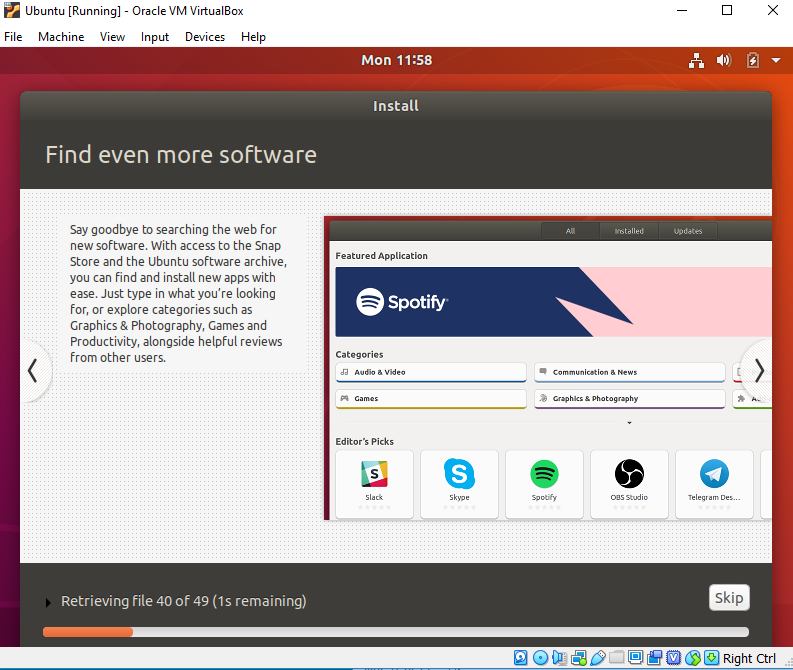 Ubuntu [Running] - Oracle VM VirtualBox
File Machine View Input Devices Help
Mon 11:58
Install
Find even more software
Say goodbye to searching the web for
new software. With access to the Snap
Store and the Ubuntu software archive,
you can find and install new apps with
ease. Just type in what you're looking
for, or explore categories such as
Graphics & Photography, Games and
Productivity, alongside helpful reviews
from other users.
All Installed Updates
Featured Application
Spotify
Categories
Audio & Video Communication & News
Games Graphics & Photography
Editor's Picks
Slack Skype Spotify OBS Studio Telegram Des...
Retrieving file 40 of 49 (1s remaining)
Skip
Right Ctrl